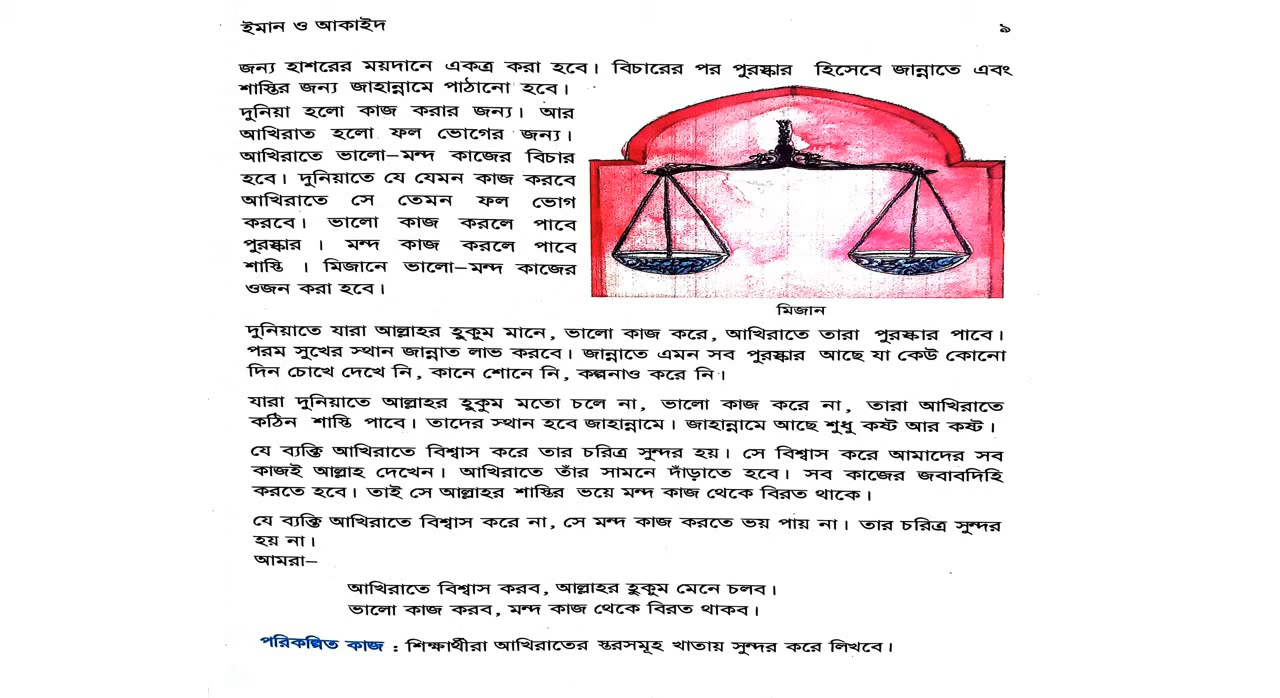 ইমান ও আকাইদ
৯
জন্য হাশরের ময়দানে একত্র করা হবে। বিচারের পর পুরস্কার হিসেবে জান্নাতে এবং
শাস্তির জন্য জাহান্নামে পাঠানো হবে।
দুনিয়া হলো কাজ করার জন্য। আর
আখিরাত হলো ফল ভোগের জন্য।
আখিরাতে ভালো-মন্দ কাজের বিচার
হবে। দুনিয়াতে যে যেমন কাজ করবে
আখিরাতে সে তেমন ফল ভোগ
করবে। ভালো কাজ করলে পাবে
পুরস্কার । মন্দ কাজ করলে পাবে
শাস্তি । মিজানে ভালো-মন্দ কাজের
ওজন করা হবে।
মিজান
দুনিয়াতে যারা আল্লাহর হুকুম মানে, ভালো কাজ করে, আখিরাতে তারা পুরস্কার পাবে।
পরম সুখের স্থান জান্নাত লাভ করবে। জান্নাতে এমন সব পুরস্কার আছে যা কেউ কোনো
দিন চোখে দেখে নি, কানে শোনে নি, কল্পনাও করে নি।
যারা দুনিয়াতে আল্লাহর হুকুম মতো চলে না, ভালো কাজ করে না, তারা আখিরাতে
কঠিন শাস্তি পাবে। তাদের স্থান হবে জাহান্নামে। জাহান্নামে আছে শুধু কষ্ট আর কষ্ট।
যে ব্যক্তি আখিরাতে বিশ্বাস করে তার চরিত্র সুন্দর হয়। সে বিশ্বাস করে আমাদের সব
কাজই আল্লাহ দেখেন। আখিরাতে তাঁর সামনে দাঁড়াতে হবে। সব কাজের জবাবদিহি
করতে হবে। তাই সে আল্লাহর শাস্তির ভয়ে মন্দ কাজ থেকে বিরত থাকে।
যে ব্যক্তি আখিরাতে বিশ্বাস করে না, সে মন্দ কাজ করতে ভয় পায় না। তার চরিত্র সুন্দর
হয় না।
আমরা-
আখিরাতে বিশ্বাস করব, আল্লাহর হুকুম মেনে চলব।
ভালো কাজ করব, মন্দ কাজ থেকে বিরত থাকব।
পরিকল্পিত কাজ : শিক্ষার্থীরা আখিরাতের স্তরসমূহ খাতায় সুন্দর করে লিখবে।